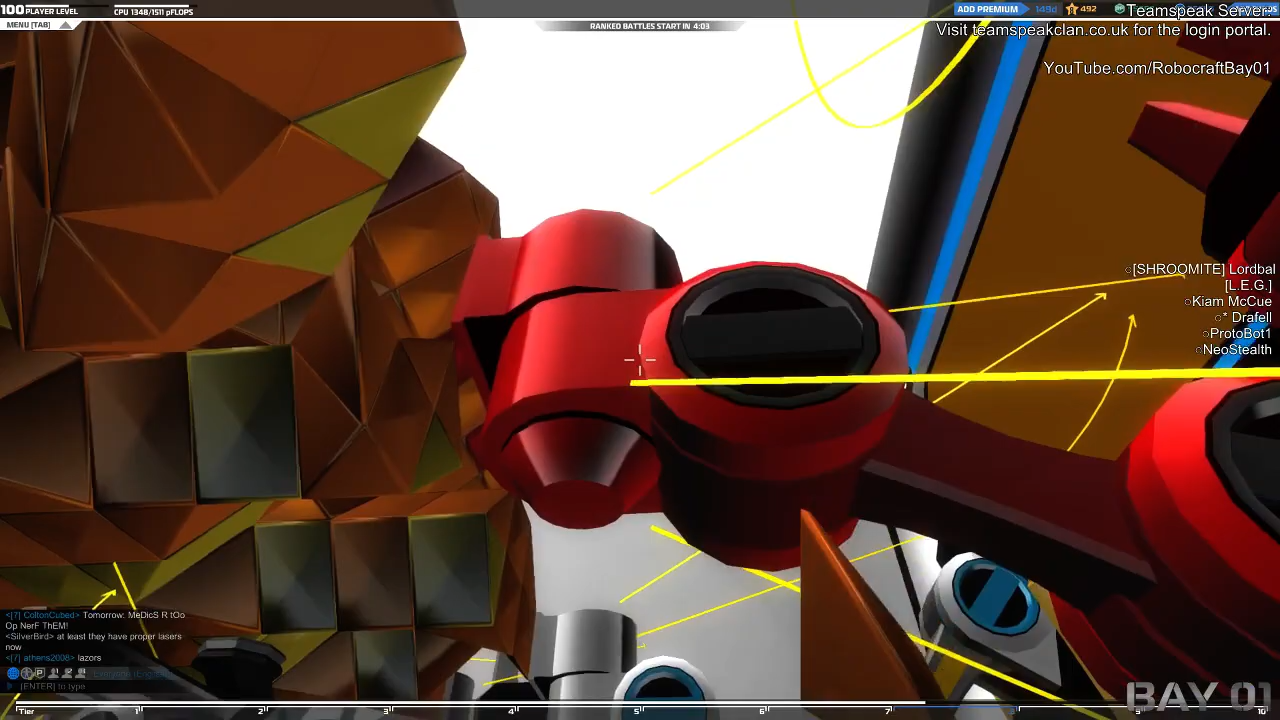 100 PLAYER LEVEL
CPU 1348/1511 pFLOPS
MENU [TAB]
RANKED BATTLES START IN 4:03
ADD PREMIUM
149d
492
Teamspeak Server:
Visit teamspeakclan.co.uk for the login portal.
YouTube.com/RobocraftBay01
[SHROOMITE] Lordbal
[L.E.G.]
Kiam McCue
* Drafell
ProtoBot1
NeoStealth
<[7] ColtonCubed> Tomorrow: MeDicS R tOo
Op NerF ThEM!
<SilverBird> at least they have proper lasers
now
<[7] athens2008> lazors
[ENTER] to type
BAY 01
Tier 1 2 3 4 5 6 7 10